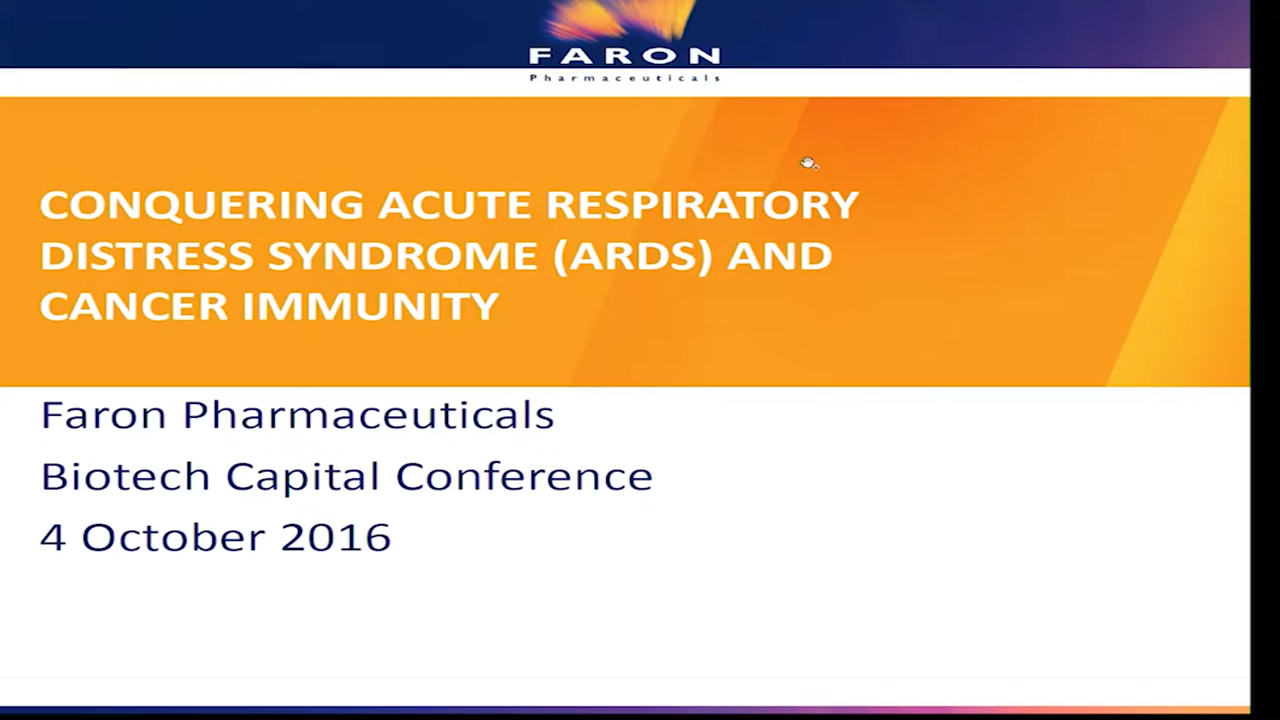 FARON
Pharmaceuticals
CONQUERING ACUTE RESPIRATORY
DISTRESS SYNDROME (ARDS) AND
CANCER IMMUNITY
Faron Pharmaceuticals
Biotech Capital Conference
4 October 2016